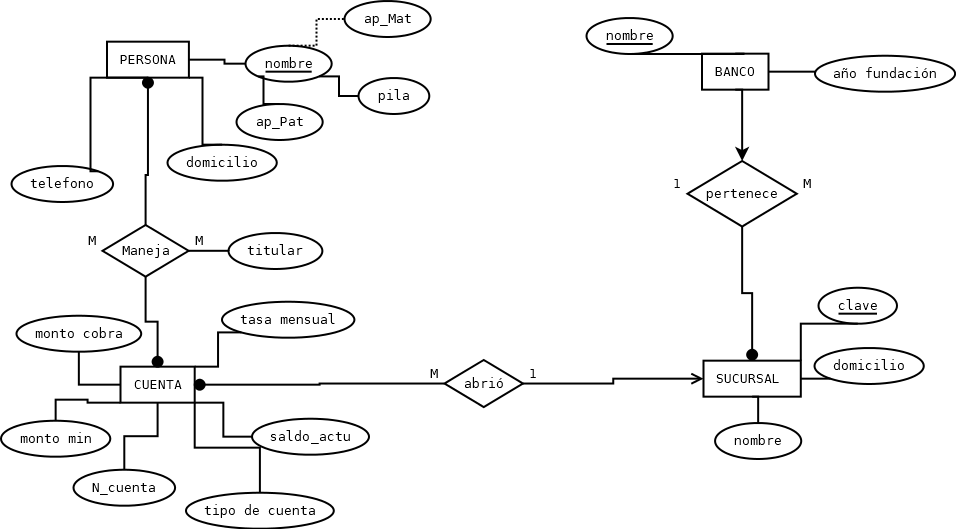 ap_Mat
nombre
PERSONA
nombre
BANCO
año fundación
pila
ap_Pat
domicilio
telefono
1
M
pertenece
M
M
Maneja
titular
clave
tasa mensual
monto cobra
domicilio
M
1
CUENTA
abrió
SUCURSAL
monto min
saldo_actu
nombre
N_cuenta
tipo de cuenta